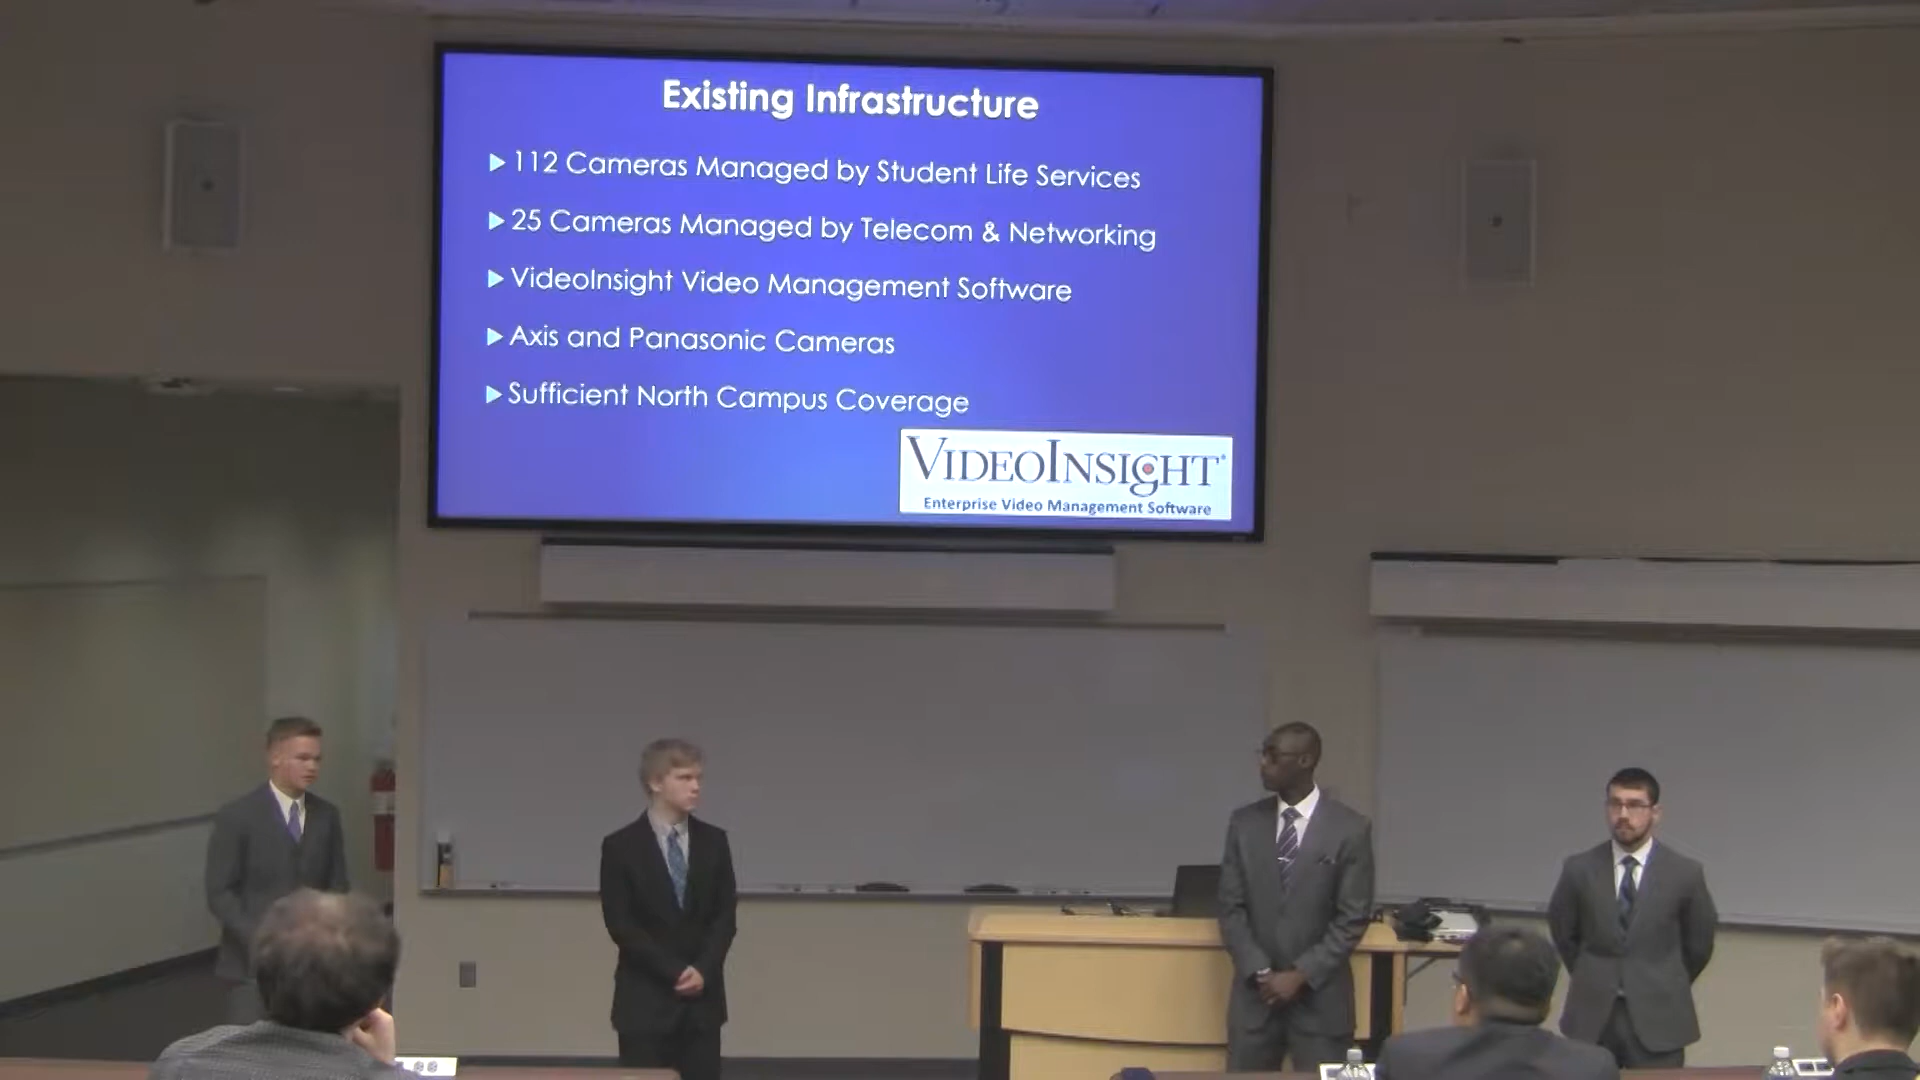 Existing Infrastructure
112 Cameras Managed by Student Life Services
25 Cameras Managed by Telecom & Networking
VideoInsight Video Management Software
Axis and Panasonic Cameras
Sufficient North Campus Coverage
VIDEOINSIGHT®
Enterprise Video Management Software